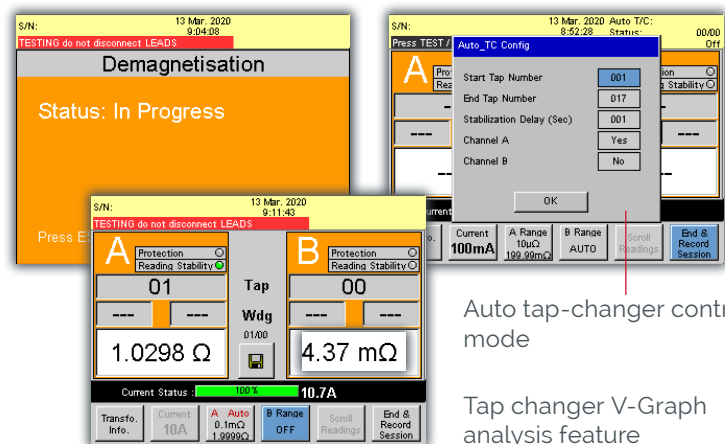 S/N:
13 Mar. 2020
9:04:08
TESTING do not disconnect LEADS
Demagnetisation
Status: In Progress
Press ES
S/N:
13 Mar. 2020
8:52:28
Auto T/C:
Status:
00/00
Off
Press TEST /
Auto_TC Config
Start Tap Number 001
End Tap Number 017
Stabilization Delay (Sec) 001
Channel A Yes
Channel B No
OK
A
Pro
Rea
ion
g Stability
---
---
Current
100mA
A Range
10µΩ
199.99mΩ
B Range
AUTO
Scroll
Readings
End &
Record
Session
S/N:
13 Mar. 2020
9:11:43
TESTING do not disconnect LEADS
A
Protection
Reading Stability
B
Protection
Reading Stability
01 Tap 00
--- --- Wdg --- ---
01/00
1.0298 Ω 4.37 mΩ
Current Status : 100% 10.7A
Transfo.
Info.
Current
10A
A Auto
0.1mΩ
1.9999Ω
B Range
OFF
Scroll
Readings
End &
Record
Session
Auto tap-changer contr
mode
Tap changer V-Graph
analysis feature